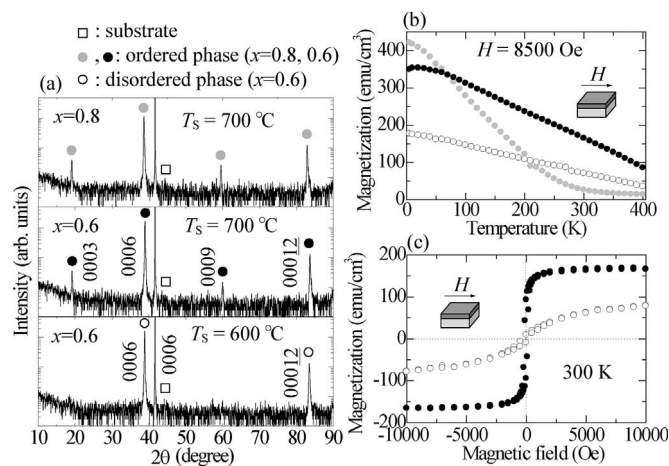 □ : substrate
●, ● : ordered phase (x=0.8, 0.6)
○ : disordered phase (x=0.6)
(a)
x=0.8
T_S = 700 °C
x=0.6
T_S = 700 °C
0003
0006
0009
00012
x=0.6
T_S = 600 °C
0006
0006
00012
Intensity (arb. units)
10 20 30 40 50 60 70 80 90
2θ (degree)
(b)
H = 8500 Oe
H
Magnetization (emu/cm³)
400
300
200
100
0
0 100 200 300 400
Temperature (K)
(c)
H
300 K
Magnetization (emu/cm³)
200
100
0
-100
-200
-10000 -5000 0 5000 10000
Magnetic field (Oe)